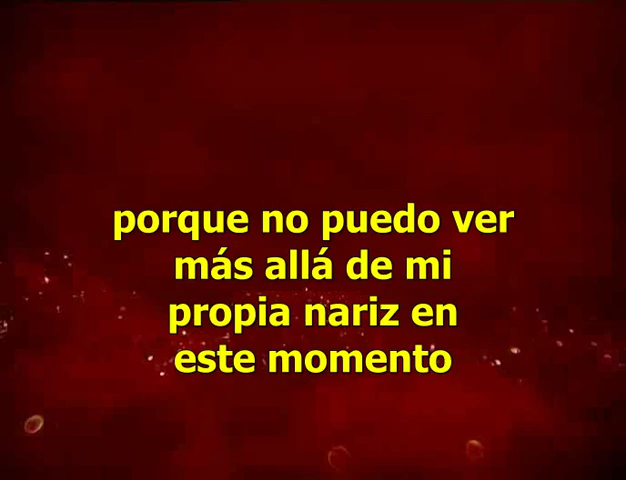 porque no puedo ver
más allá de mi
propia nariz en
este momento